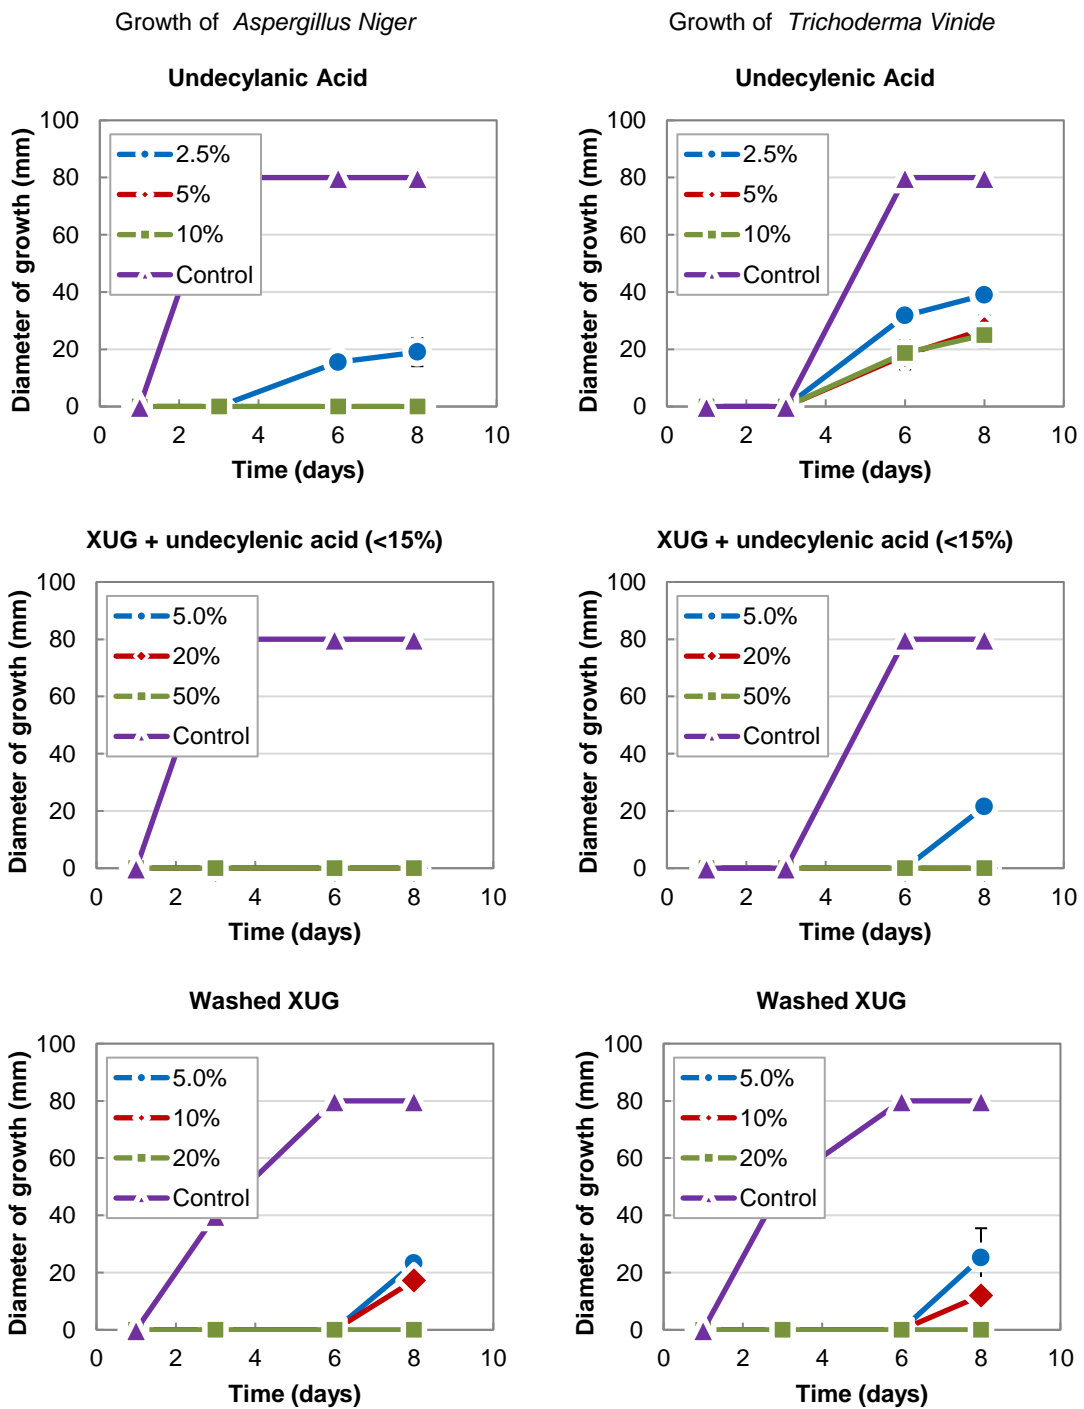 Growth of Aspergillus Niger
Growth of Trichoderma Vinide
Undecylanic Acid
Diameter of growth (mm)
100
80
60
40
20
0
2.5%
5%
10%
Control
0 2 4 6 8 10
Time (days)
Undecylenic Acid
Diameter of growth (mm)
100
80
60
40
20
0
2.5%
5%
10%
Control
0 2 4 6 8 10
Time (days)
XUG + undecylenic acid (<15%)
Diameter of growth (mm)
100
80
60
40
20
0
5.0%
20%
50%
Control
0 2 4 6 8 10
Time (days)
XUG + undecylenic acid (<15%)
Diameter of growth (mm)
100
80
60
40
20
0
5.0%
20%
50%
Control
0 2 4 6 8 10
Time (days)
Washed XUG
Diameter of growth (mm)
100
80
60
40
20
0
5.0%
10%
20%
Control
0 2 4 6 8 10
Time (days)
Washed XUG
Diameter of growth (mm)
100
80
60
40
20
0
5.0%
10%
20%
Control
0 2 4 6 8 10
Time (days)